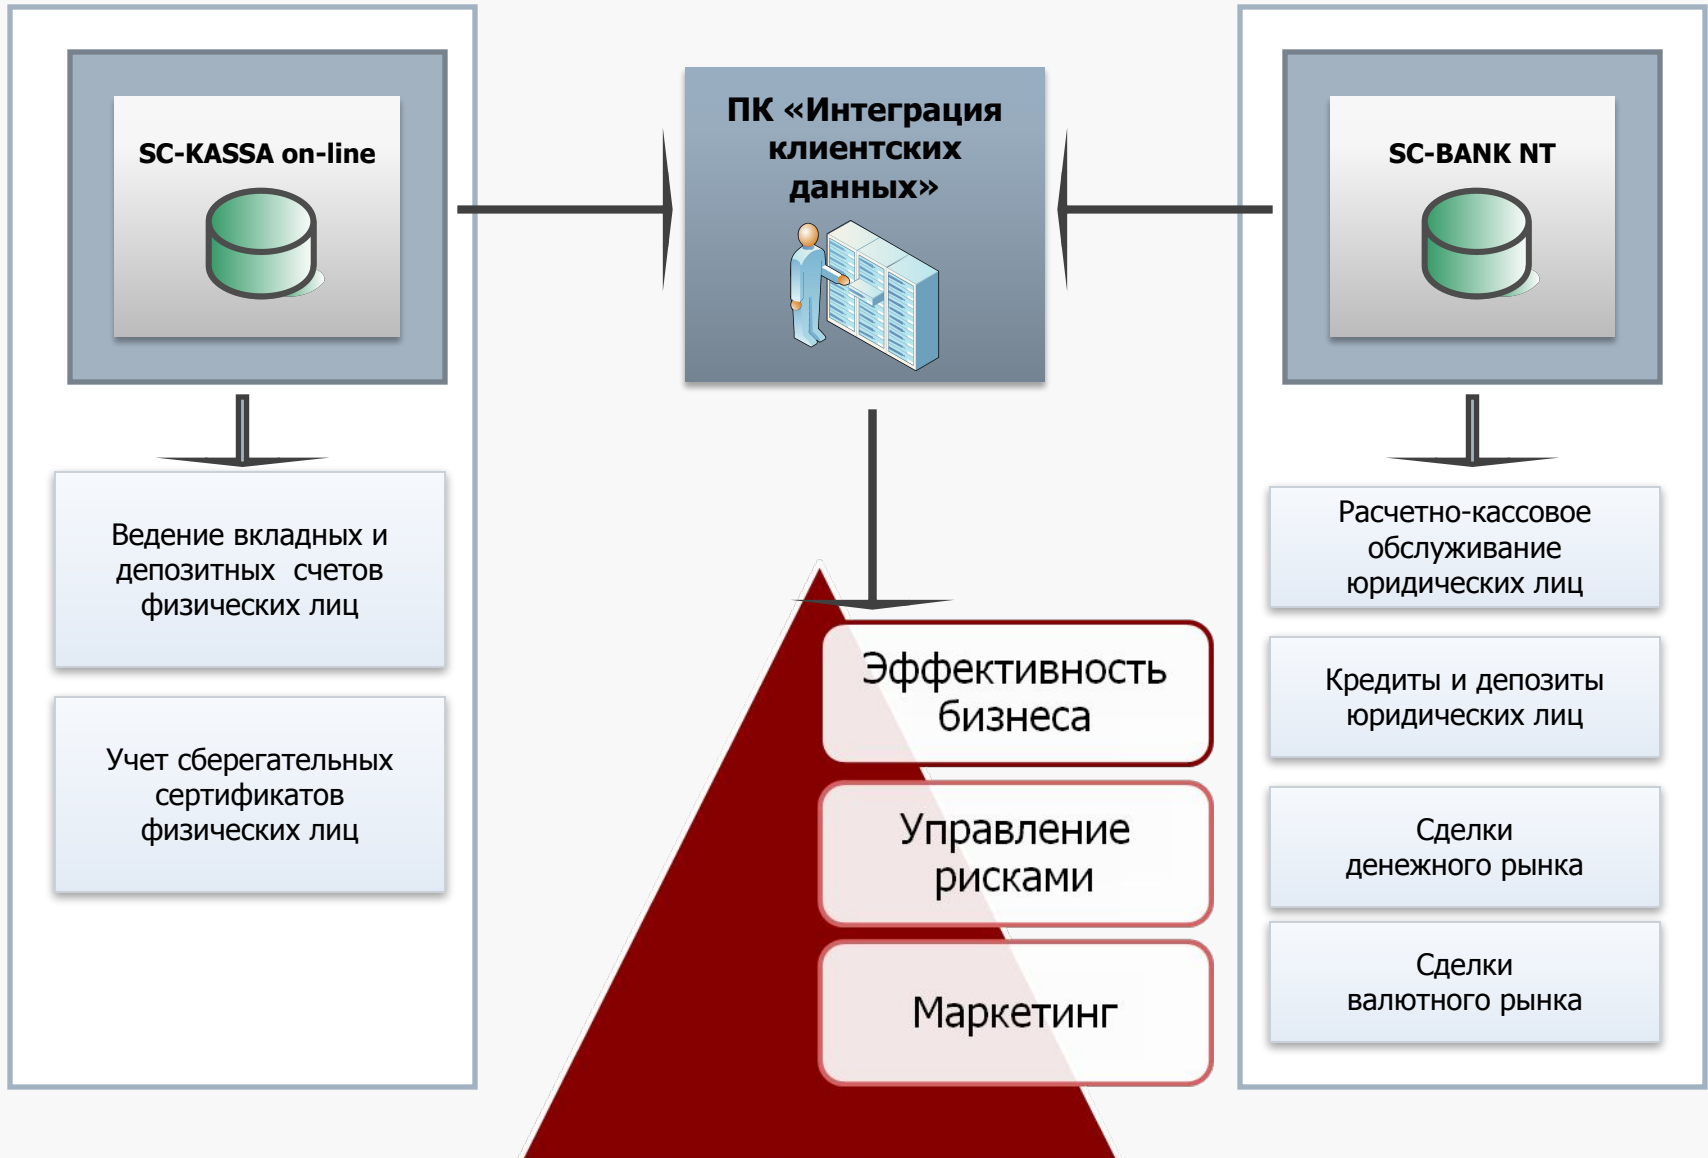 SC-KASSA on-line
Ведение вкладных и
депозитных счетов
физических лиц
Учет сберегательных
сертификатов
физических лиц
ПК «Интеграция
клиентских
данных»
Эффективность
бизнеса
Управление
рисками
Маркетинг
SC-BANK NT
Расчетно-кассовое
обслуживание
юридических лиц
Кредиты и депозиты
юридических лиц
Сделки
денежного рынка
Сделки
валютного рынка